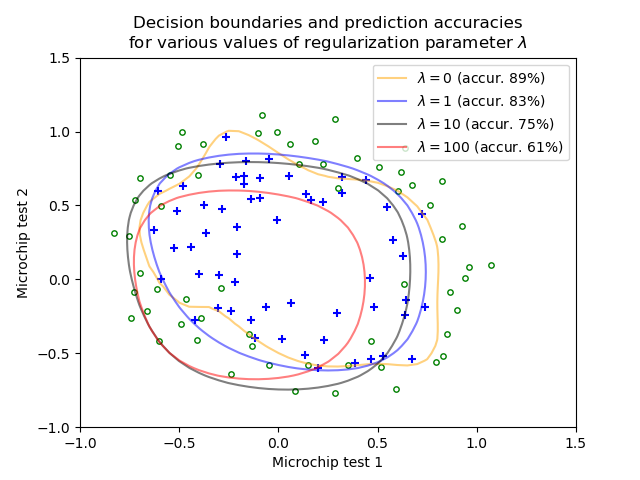 Decision boundaries and prediction accuracies
for various values of regularization parameter λ
λ = 0 (accur. 89%)
λ = 1 (accur. 83%)
λ = 10 (accur. 75%)
λ = 100 (accur. 61%)
1.5
1.0
0.5
0.0
−0.5
−1.0
Microchip test 2
−1.0 −0.5 0.0 0.5 1.0 1.5
Microchip test 1